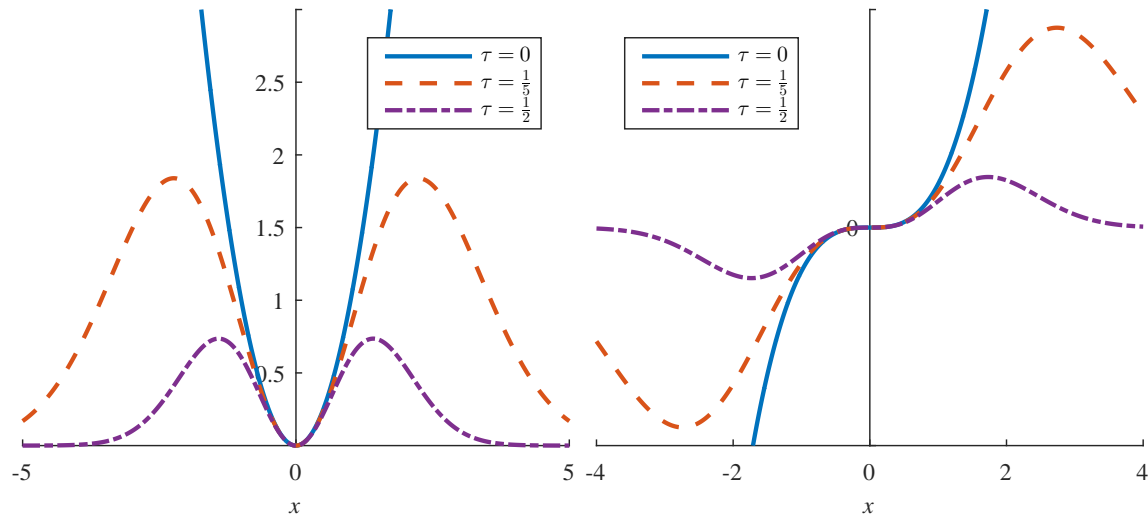 τ = 0
τ = 1/5
τ = 1/2
2.5
2
1.5
1
0.5
-5 0 5
x
τ = 0
τ = 1/5
τ = 1/2
0
-4 -2 0 2 4
x